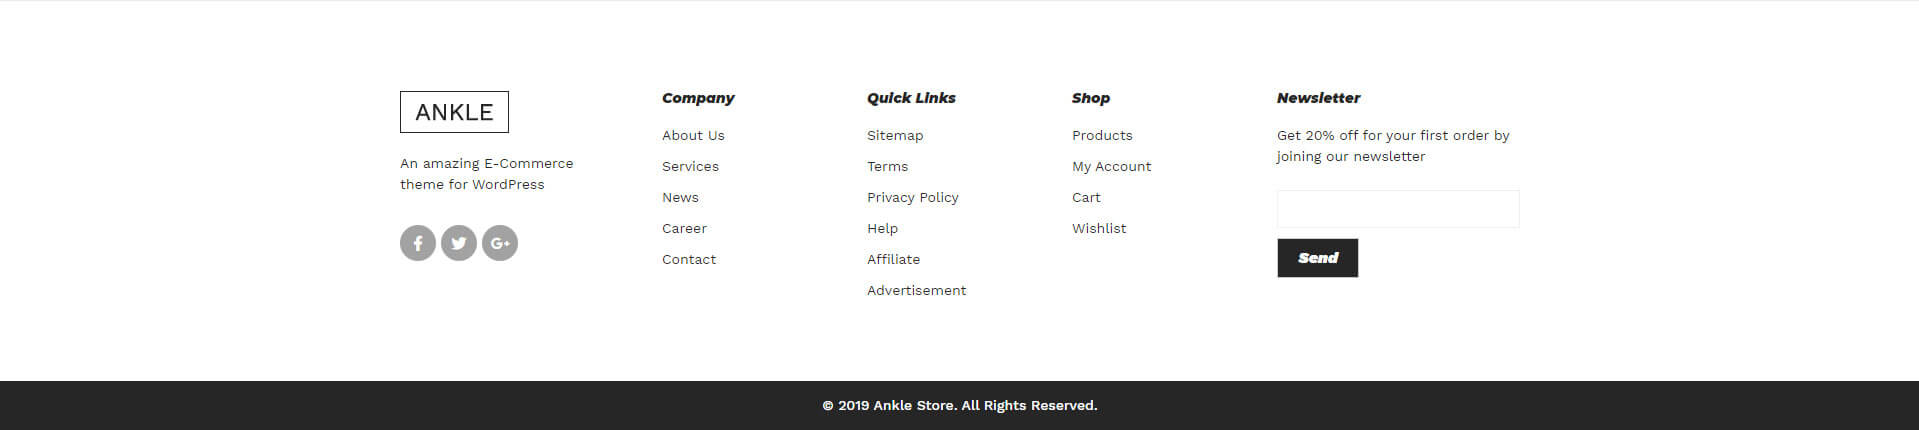 ANKLE
An amazing E-Commerce
theme for WordPress
Company
About Us
Services
News
Career
Contact
Quick Links
Sitemap
Terms
Privacy Policy
Help
Affiliate
Advertisement
Shop
Products
My Account
Cart
Wishlist
Newsletter
Get 20% off for your first order by
joining our newsletter
Send
© 2019 Ankle Store. All Rights Reserved.